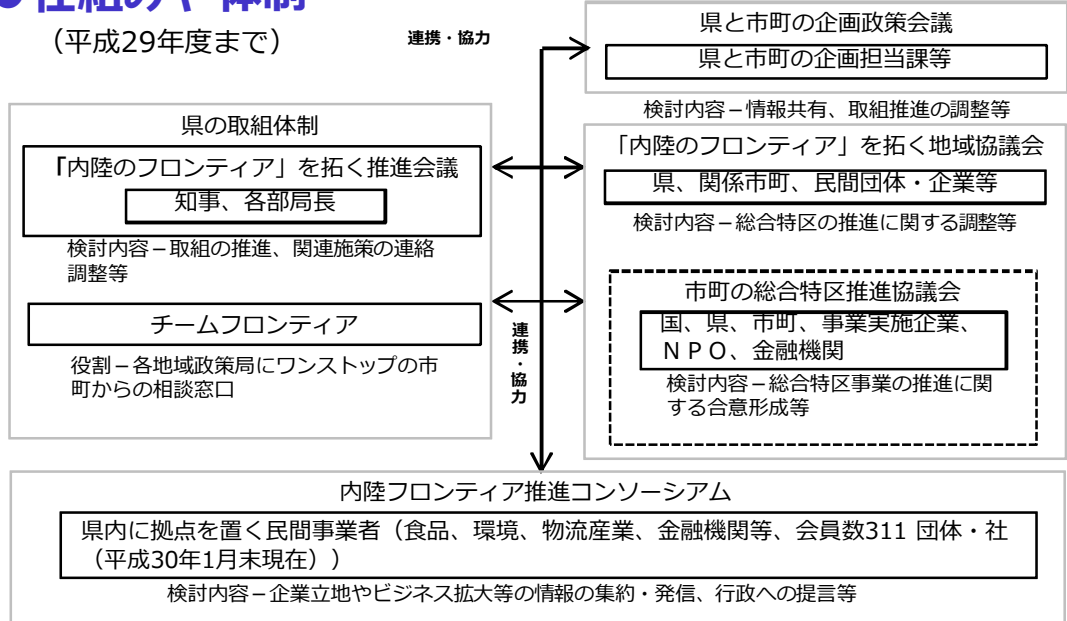 仕組みや体制
（平成29年度まで）
連携・協力
県と市町の企画政策会議
県と市町の企画担当課等
検討内容－情報共有、取組推進の調整等
県の取組体制
「内陸のフロンティア」を拓く推進会議
知事、各部局長
検討内容－取組の推進、関連施策の連絡
調整等
チームフロンティア
役割－各地域政策局にワンストップの市
町からの相談窓口
「内陸のフロンティア」を拓く地域協議会
県、関係市町、民間団体・企業等
検討内容－総合特区の推進に関する調整等
市町の総合特区推進協議会
国、県、市町、事業実施企業、
ＮＰＯ、金融機関
検討内容－総合特区事業の推進に関
する合意形成等
連携・協力
内陸フロンティア推進コンソーシアム
県内に拠点を置く民間事業者（食品、環境、物流産業、金融機関等、会員数311 団体・社
（平成30年1月末現在））
検討内容－企業立地やビジネス拡大等の情報の集約・発信、行政への提言等